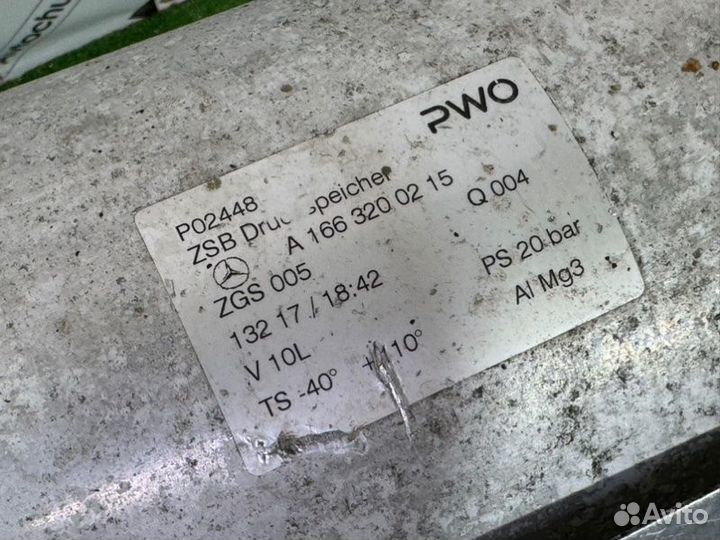 PWO
P02448
ZSB
A 166 320 02 15
ZGS 005 Q 004
132 17 / 18:42
V 10L PS 20 bar
TS -40° Al Mg3
Avito